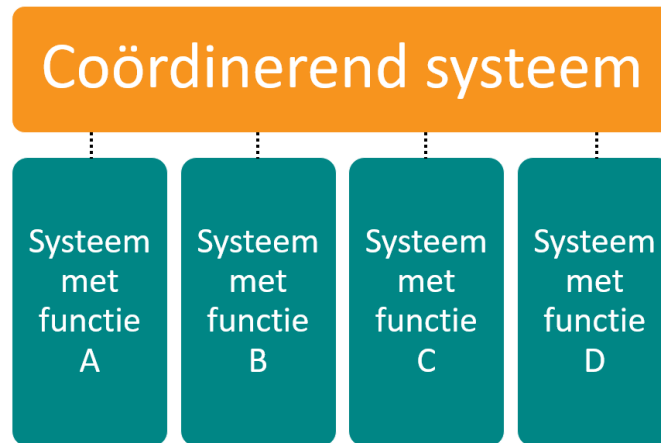 Coördinerend systeem
Systeem
met
functie
A
Systeem
met
functie
B
Systeem
met
functie
C
Systeem
met
functie
D